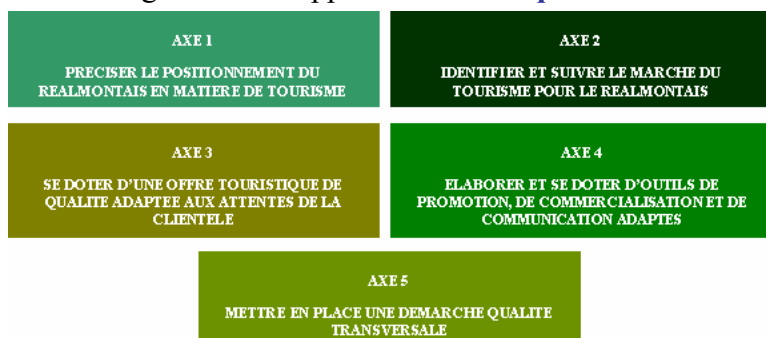 AXE 1
PRECISER LE POSITIONNEMENT DU
REALMONTAIS EN MATIERE DE TOURISME
AXE 2
IDENTIFIER ET SUIVRE LE MARCHE DU
TOURISME POUR LE REALMONTAIS
AXE 3
SE DOTER D'UNE OFFRE TOURISTIQUE DE
QUALITE ADAPTEE AUX ATTENTES DE LA
CLIENTELE
AXE 4
ELABORER ET SE DOTER D'OUTILS DE
PROMOTION, DE COMMERCIALISATION ET DE
COMMUNICATION ADAPTES
AXE 5
METTRE EN PLACE UNE DEMARCHE QUALITE
TRANSVERSALE